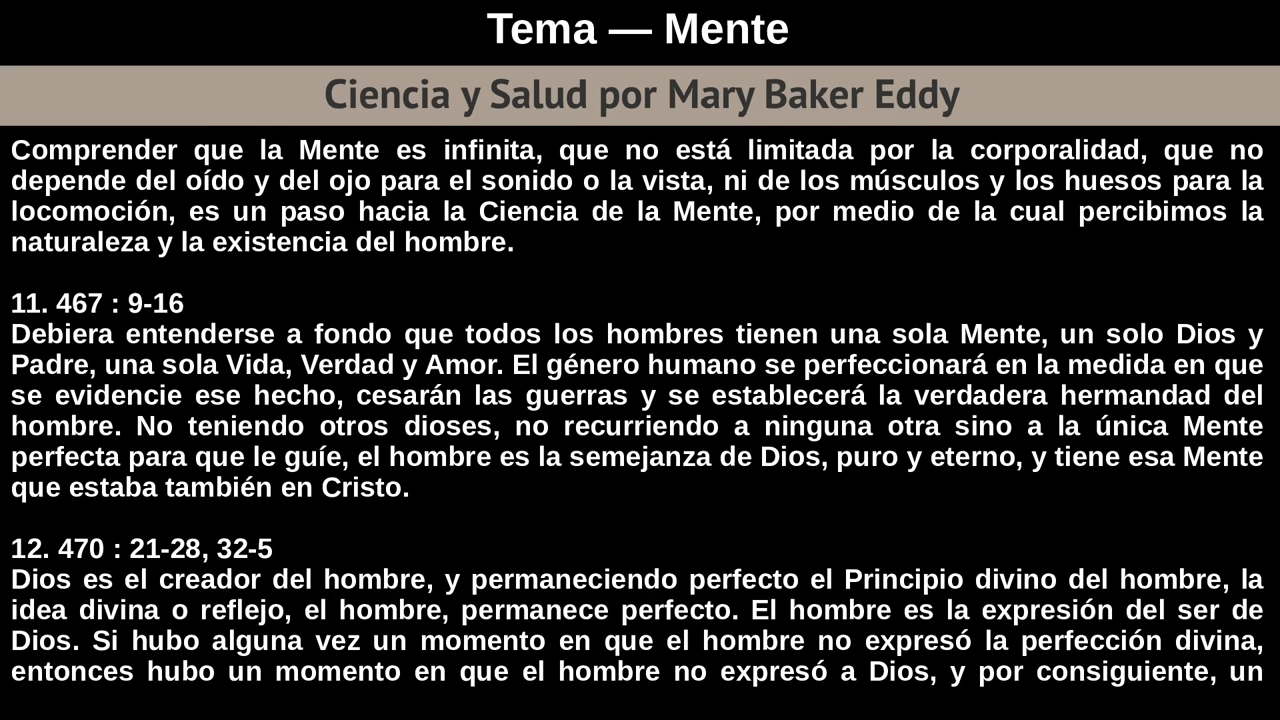 Tema — Mente
Ciencia y Salud por Mary Baker Eddy
Comprender que la Mente es infinita, que no está limitada por la corporalidad, que no
depende del oído y del ojo para el sonido o la vista, ni de los músculos y los huesos para la
locomoción, es un paso hacia la Ciencia de la Mente, por medio de la cual percibimos la
naturaleza y la existencia del hombre.
11. 467 : 9-16
Debiera entenderse a fondo que todos los hombres tienen una sola Mente, un solo Dios y
Padre, una sola Vida, Verdad y Amor. El género humano se perfeccionará en la medida en que
se evidencie ese hecho, cesarán las guerras y se establecerá la verdadera hermandad del
hombre. No teniendo otros dioses, no recurriendo a ninguna otra sino a la única Mente
perfecta para que le guíe, el hombre es la semejanza de Dios, puro y eterno, y tiene esa Mente
que estaba también en Cristo.
12. 470 : 21-28, 32-5
Dios es el creador del hombre, y permaneciendo perfecto el Principio divino del hombre, la
idea divina o reflejo, el hombre, permanece perfecto. El hombre es la expresión del ser de
Dios. Si hubo alguna vez un momento en que el hombre no expresó la perfección divina,
entonces hubo un momento en que el hombre no expresó a Dios, y por consiguiente, un